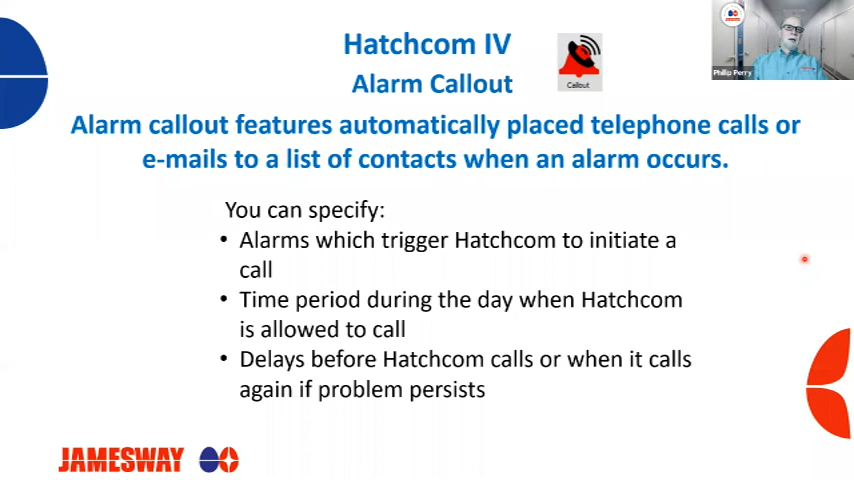 Hatchcom IV
Alarm Callout
Callout
Phillip Perry
Alarm callout features automatically placed telephone calls or
e-mails to a list of contacts when an alarm occurs.
You can specify:
• Alarms which trigger Hatchcom to initiate a
call
• Time period during the day when Hatchcom
is allowed to call
• Delays before Hatchcom calls or when it calls
again if problem persists
JAMESWAY